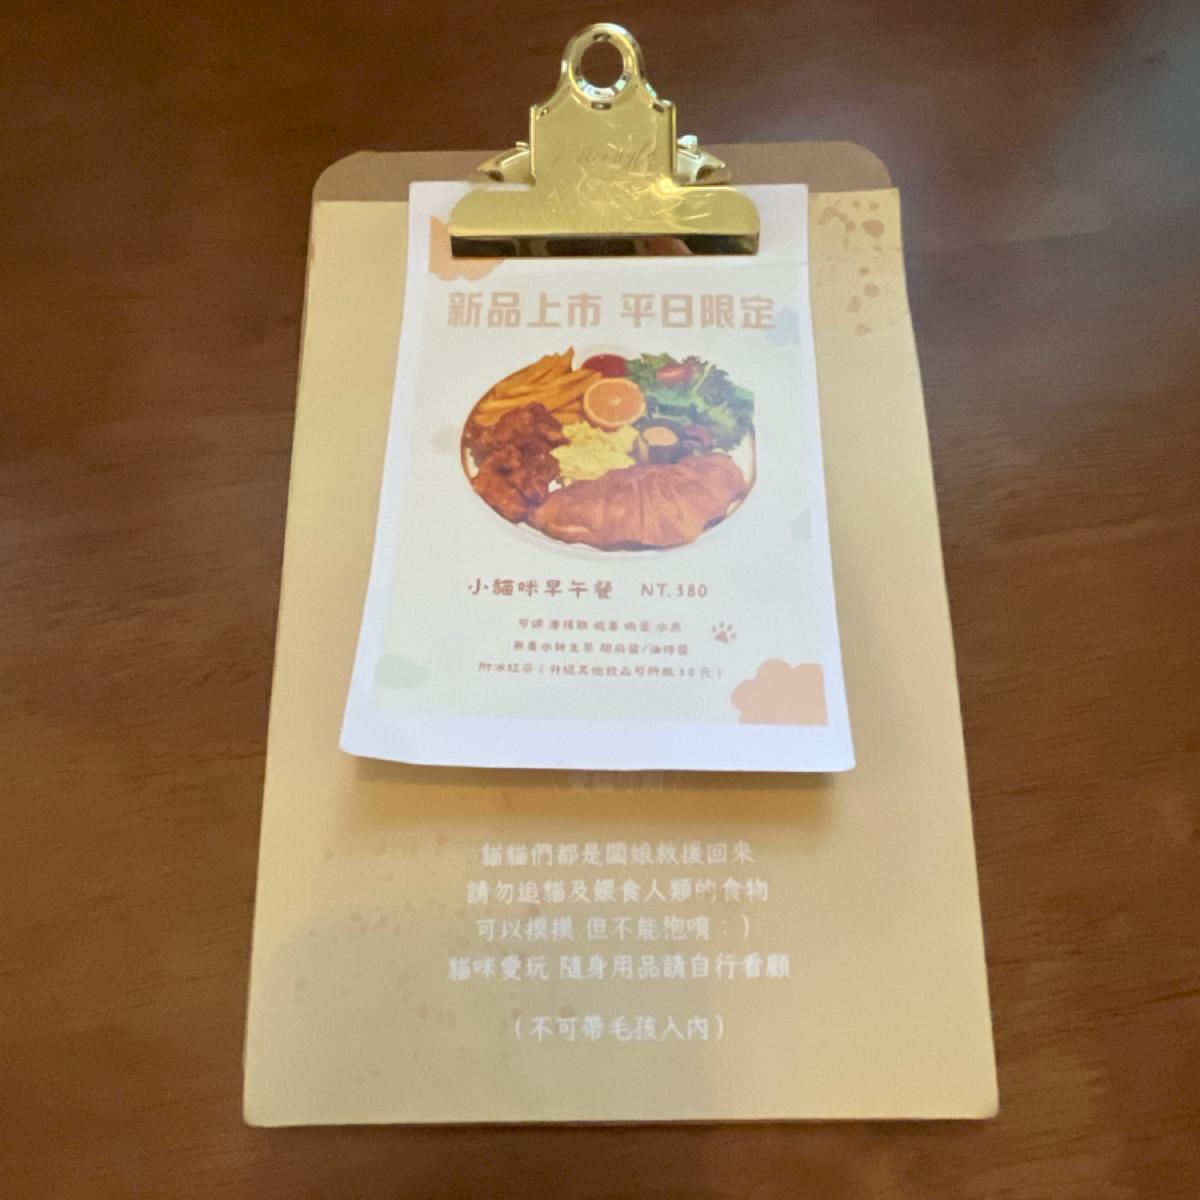 新品上市 平日限定
小貓咪早午餐 NT.380
可頌 唐揚雞 炒蛋 水果
無毒水耕生菜 胡麻醬/油醋醬
附冰紅茶（升級其他飲品可折抵30元）
貓貓們都是闆娘救援回來
請勿追貓及餵食人類的食物
可以摸摸 但不能抱唷：）
貓咪愛玩 隨身用品請自行看顧
（不可帶毛孩入內）